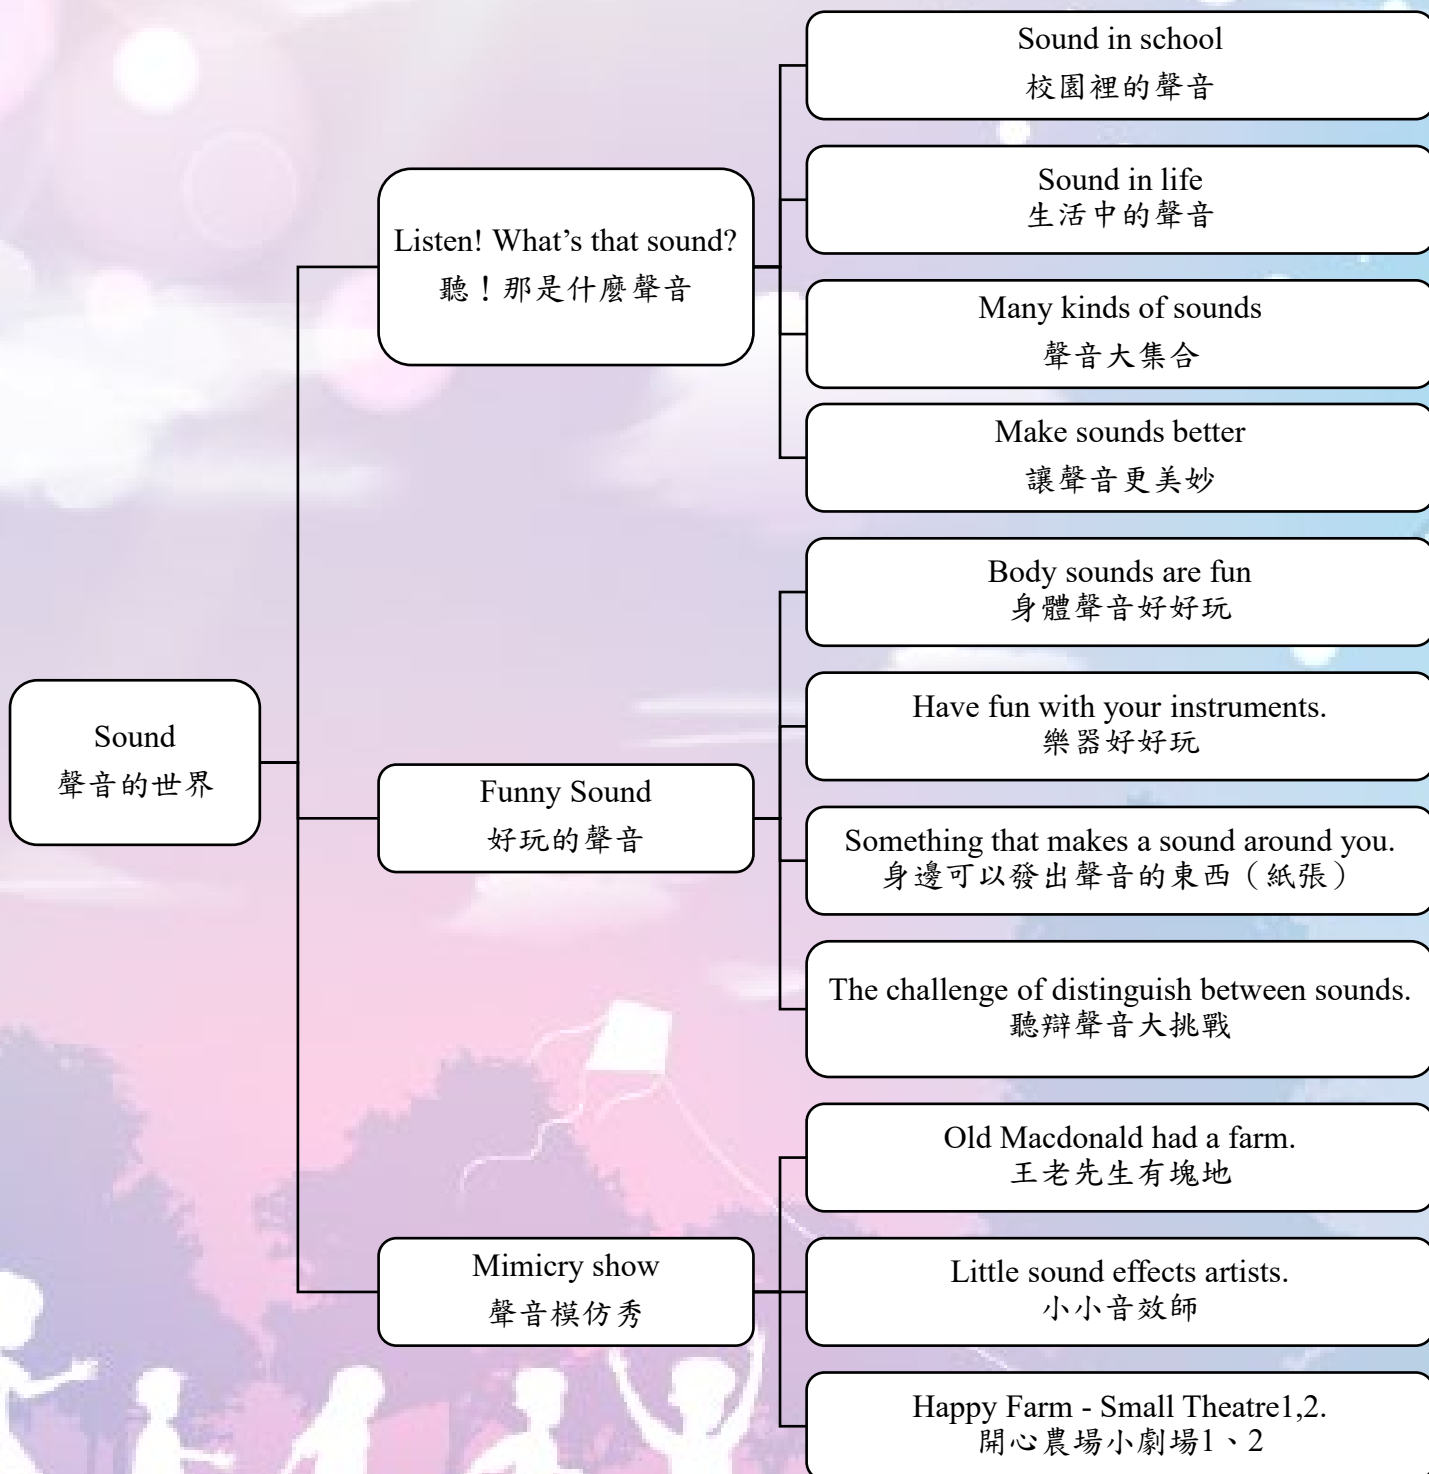 Sound
聲音的世界
Listen! What’s that sound?
聽！那是什麼聲音
Sound in school
校園裡的聲音
Sound in life
生活中的聲音
Many kinds of sounds
聲音大集合
Make sounds better
讓聲音更美妙
Funny Sound
好玩的聲音
Body sounds are fun
身體聲音好好玩
Have fun with your instruments.
樂器好好玩
Something that makes a sound around you.
身邊可以發出聲音的東西（紙張）
The challenge of distinguish between sounds.
聽辯聲音大挑戰
Mimicry show
聲音模仿秀
Old Macdonald had a farm.
王老先生有塊地
Little sound effects artists.
小小音效師
Happy Farm - Small Theatre1,2.
開心農場小劇場1、2